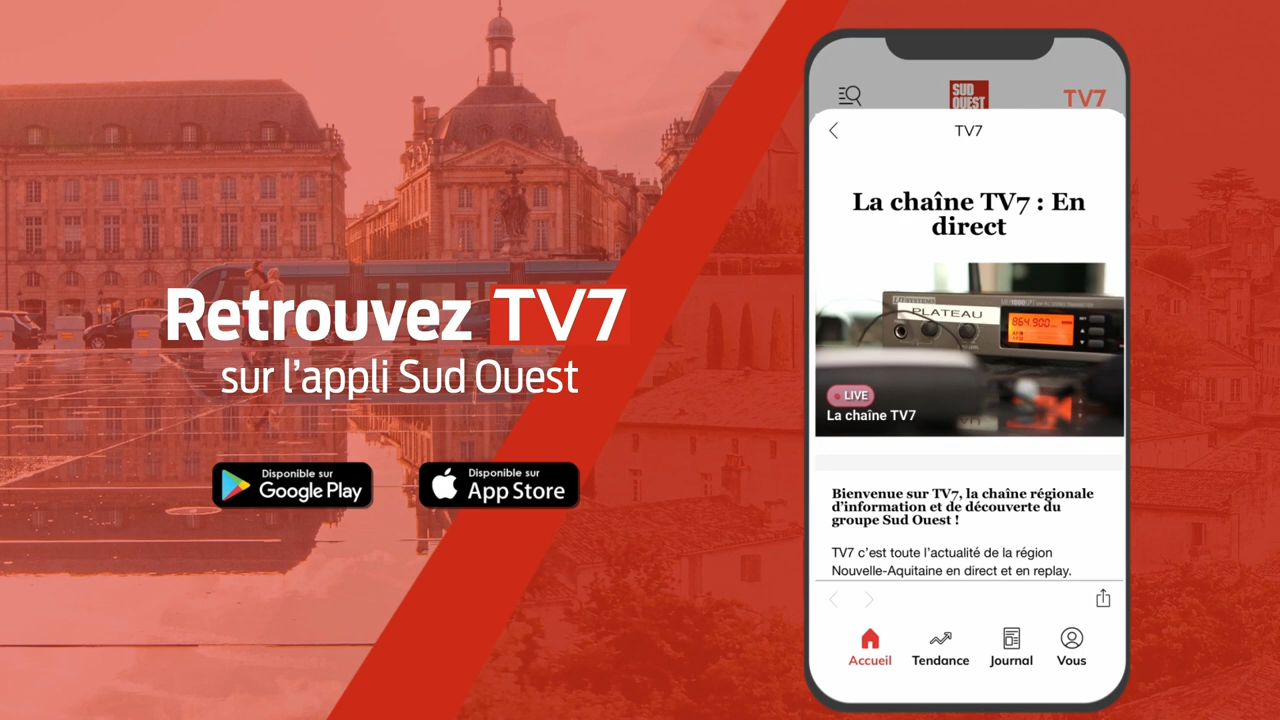 Retrouvez TV7
sur l'appli Sud Ouest
Disponible sur
Google Play
Disponible sur
App Store
SUD
OUEST
TV7
TV7
La chaîne TV7 : En
direct
PLATEAU
864.900
LIVE
La chaîne TV7
Bienvenue sur TV7, la chaîne régionale
d'information et de découverte du
groupe Sud Ouest !
TV7 c'est toute l'actualité de la région
Nouvelle-Aquitaine en direct et en replay.
Accueil
Tendance
Journal
Vous